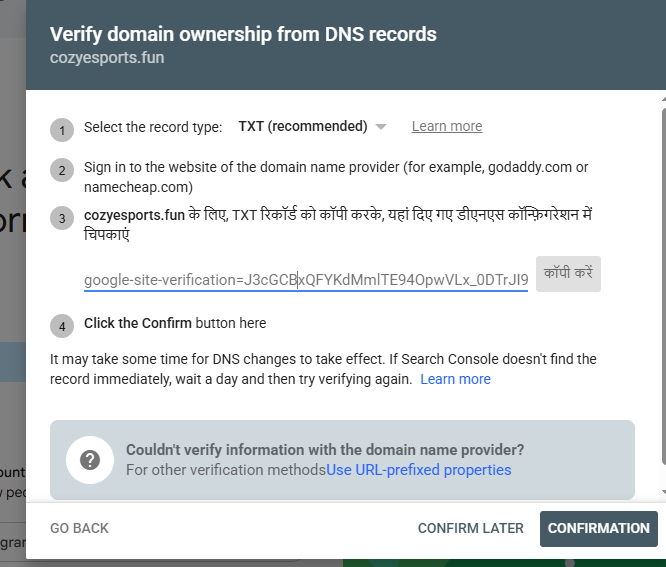 Verify domain ownership from DNS records
cozyesports.fun
1 Select the record type: TXT (recommended) Learn more
2 Sign in to the website of the domain name provider (for example, godaddy.com or
namecheap.com)
3 cozyesports.fun के लिए, TXT रिकॉर्ड को कॉपी करके, यहां दिए गए डीएनएस कॉन्फ़िगरेशन में
चिपकाएं
google-site-verification=J3cGCBxQFYKdMmlTE94OpwVLx_0DTrJI9
कॉपी करें
4 Click the Confirm button here
It may take some time for DNS changes to take effect. If Search Console doesn't find the
record immediately, wait a day and then try verifying again. Learn more
Couldn't verify information with the domain name provider?
For other verification methodsUse URL-prefixed properties
GO BACK
CONFIRM LATER
CONFIRMATION